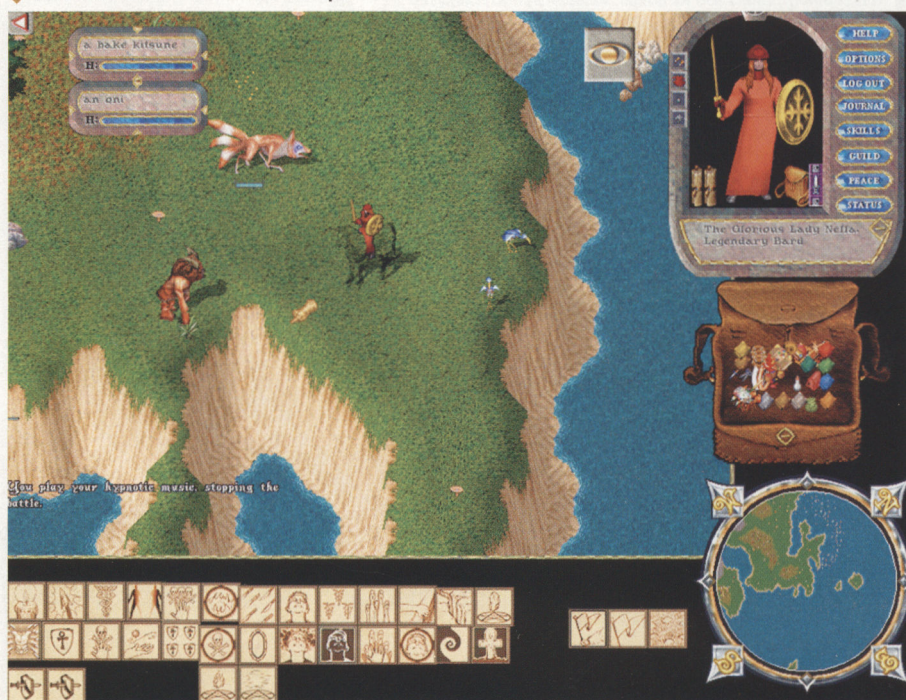 a bake kitsune
H:
an oni
H:
HELP
OPTIONS
LOG OUT
JOURNAL
SKILLS
GUILD
PEACE
STATUS
The Glorious Lady Nella,
Legendary Bard
You play your hypnotic music, stopping the
battle.